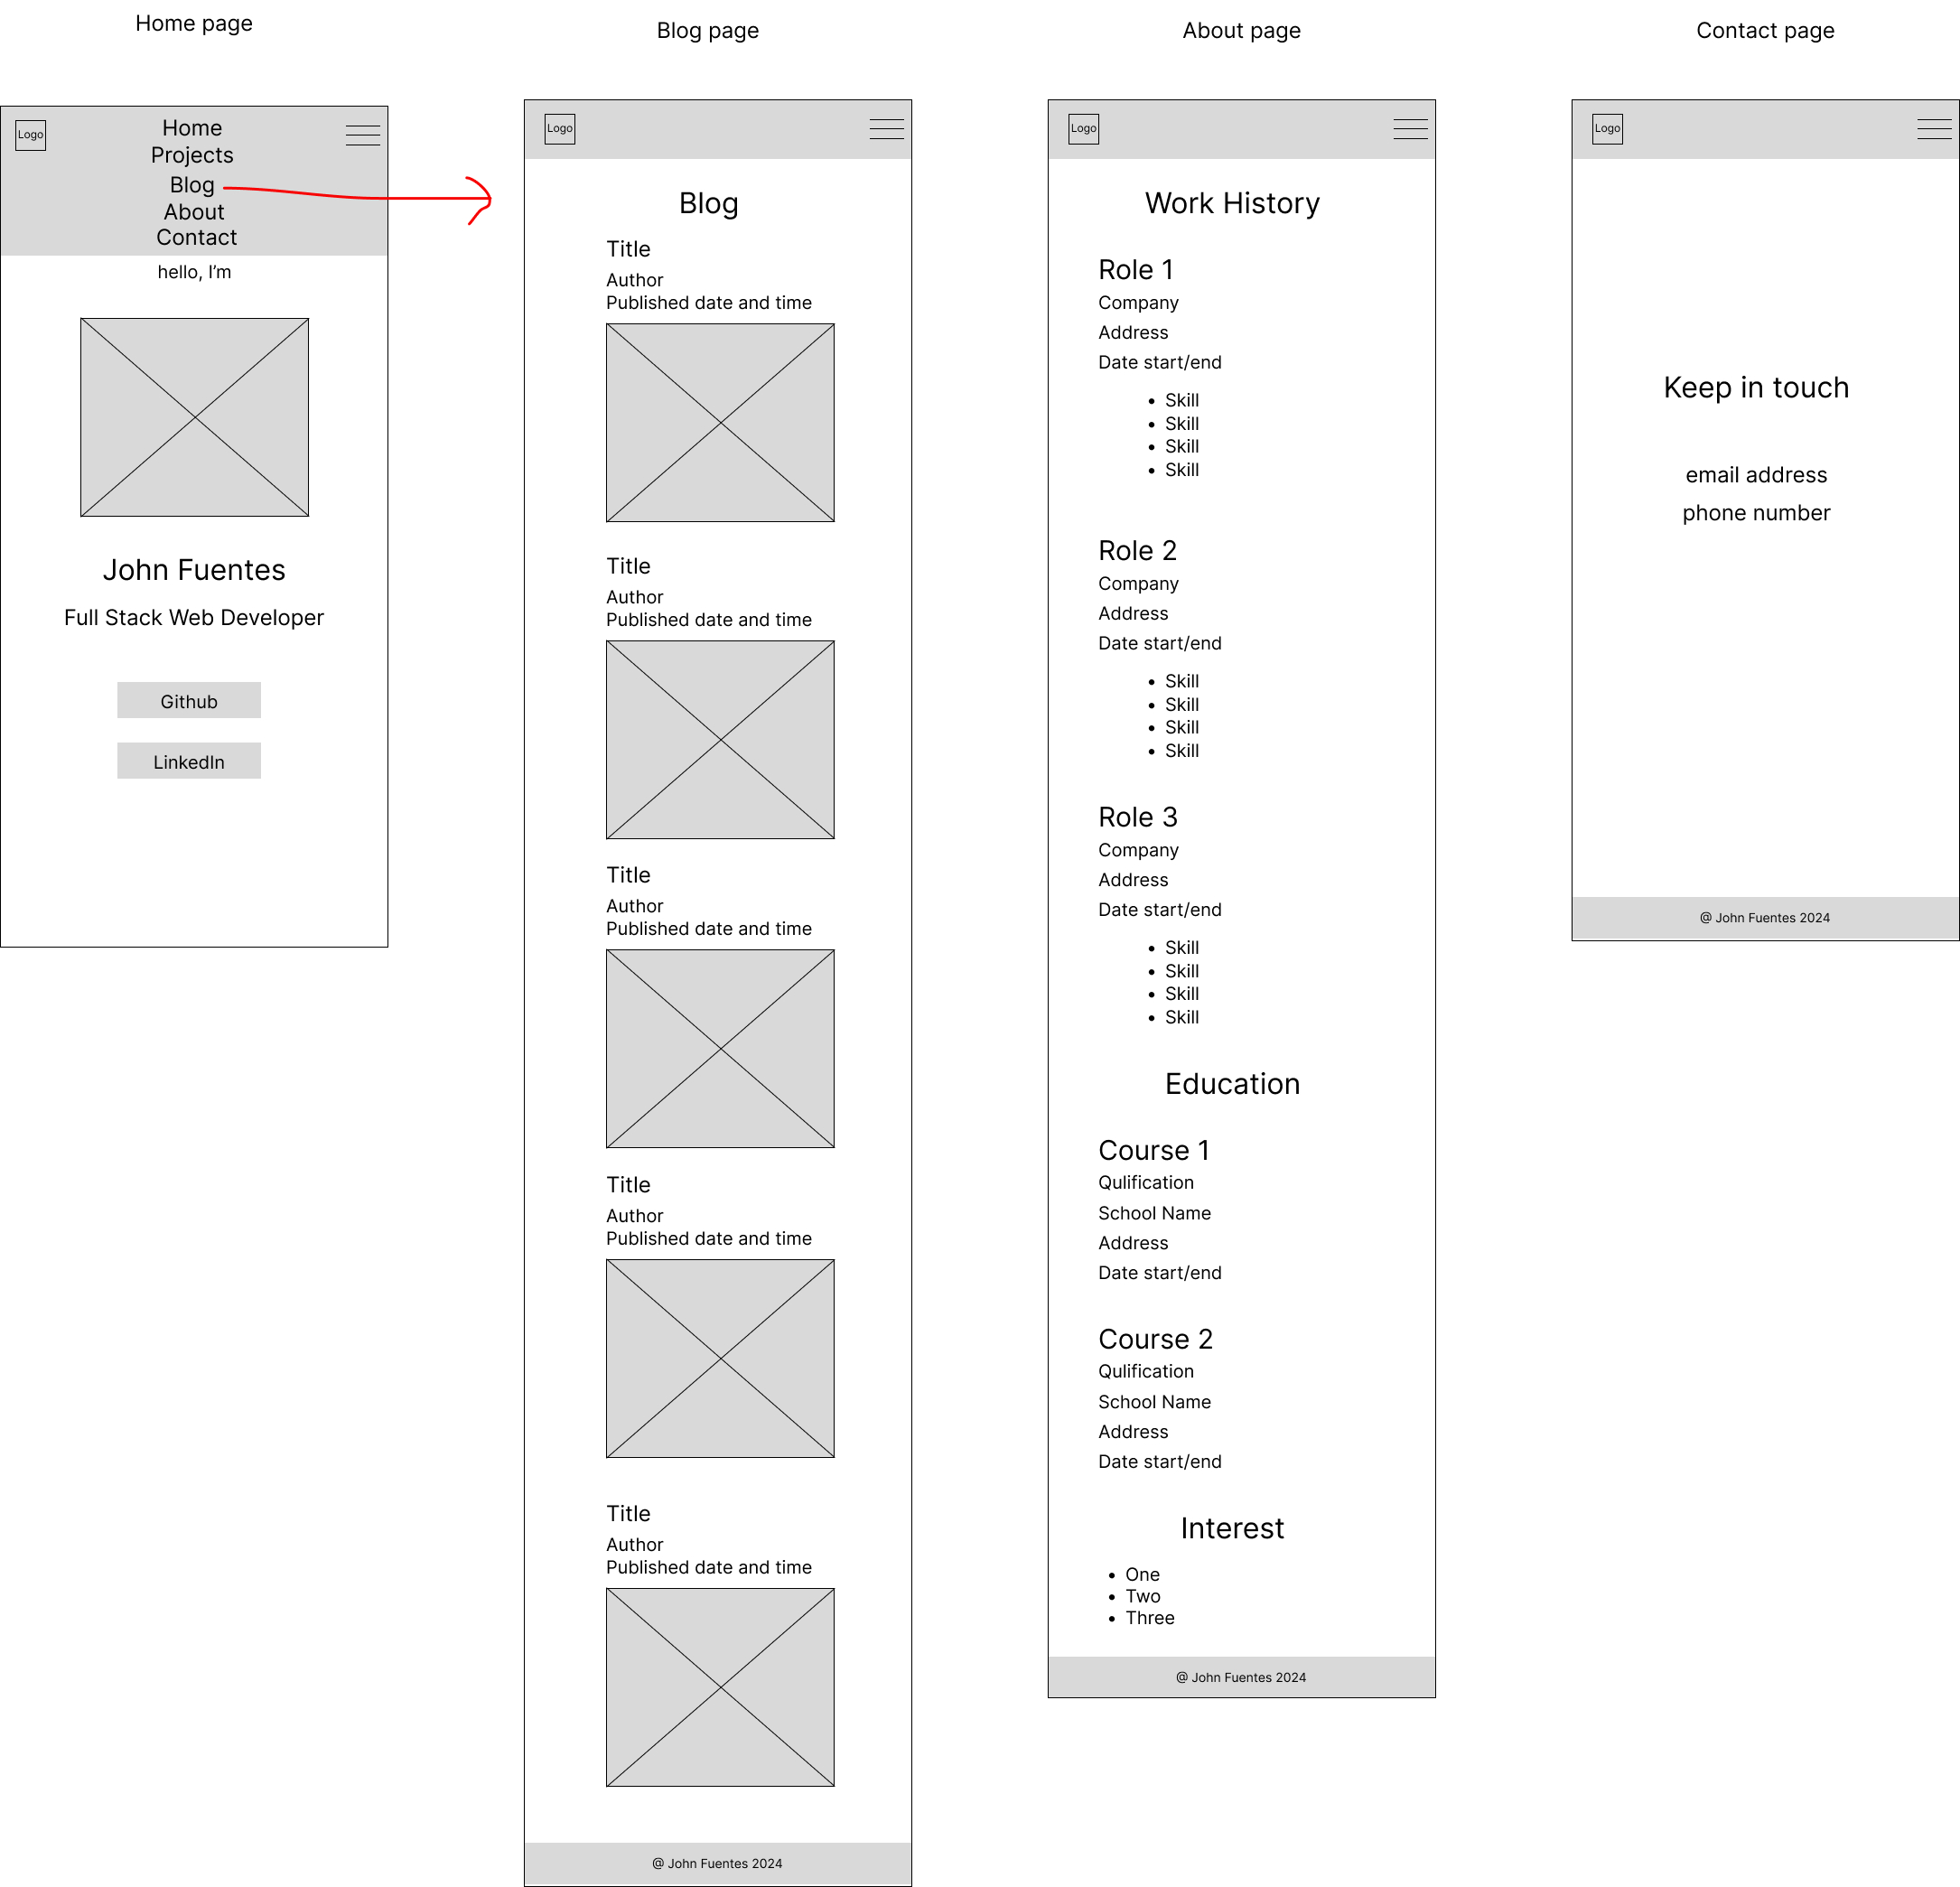 Home page
Logo
Home
Projects
Blog
About
Contact
hello, I’m
John Fuentes
Full Stack Web Developer
Github
LinkedIn
Blog page
Logo
Blog
Title
Author
Published date and time
Title
Author
Published date and time
Title
Author
Published date and time
Title
Author
Published date and time
Title
Author
Published date and time
@ John Fuentes 2024
About page
Logo
Work History
Role 1
Company
Address
Date start/end
• Skill
• Skill
• Skill
• Skill
Role 2
Company
Address
Date start/end
• Skill
• Skill
• Skill
• Skill
Role 3
Company
Address
Date start/end
• Skill
• Skill
• Skill
• Skill
Education
Course 1
Qulification
School Name
Address
Date start/end
Course 2
Qulification
School Name
Address
Date start/end
Interest
• One
• Two
• Three
@ John Fuentes 2024
Contact page
Logo
Keep in touch
email address
phone number
@ John Fuentes 2024